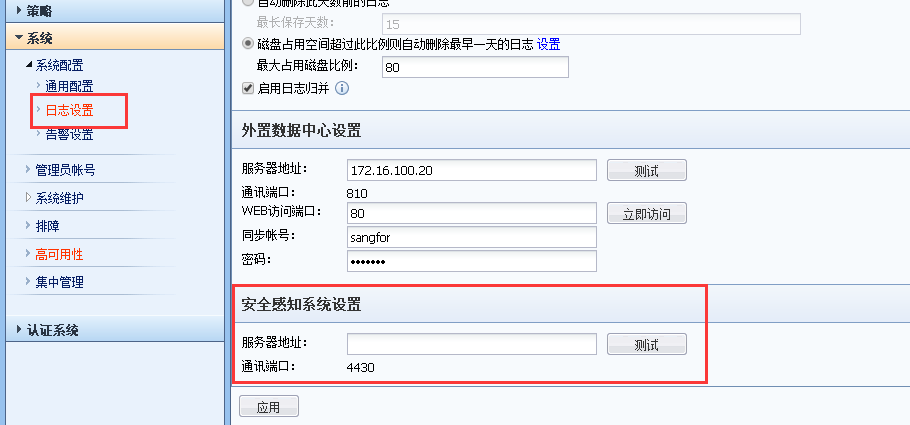 策略
系统
系统配置
通用配置
日志设置
告警设置
管理员帐号
系统维护
排障
高可用性
集中管理
认证系统
自动删除此天数前的日志
最长保存天数: 15
磁盘占用空间超过此比例则自动删除最早一天的日志 设置
最大占用磁盘比例: 80
启用日志归并
外置数据中心设置
服务器地址: 172.16.100.20 测试
通讯端口: 810
WEB访问端口: 80 立即访问
同步帐号: sangfor
密码: •••••••
安全感知系统设置
服务器地址: 测试
通讯端口: 4430
应用